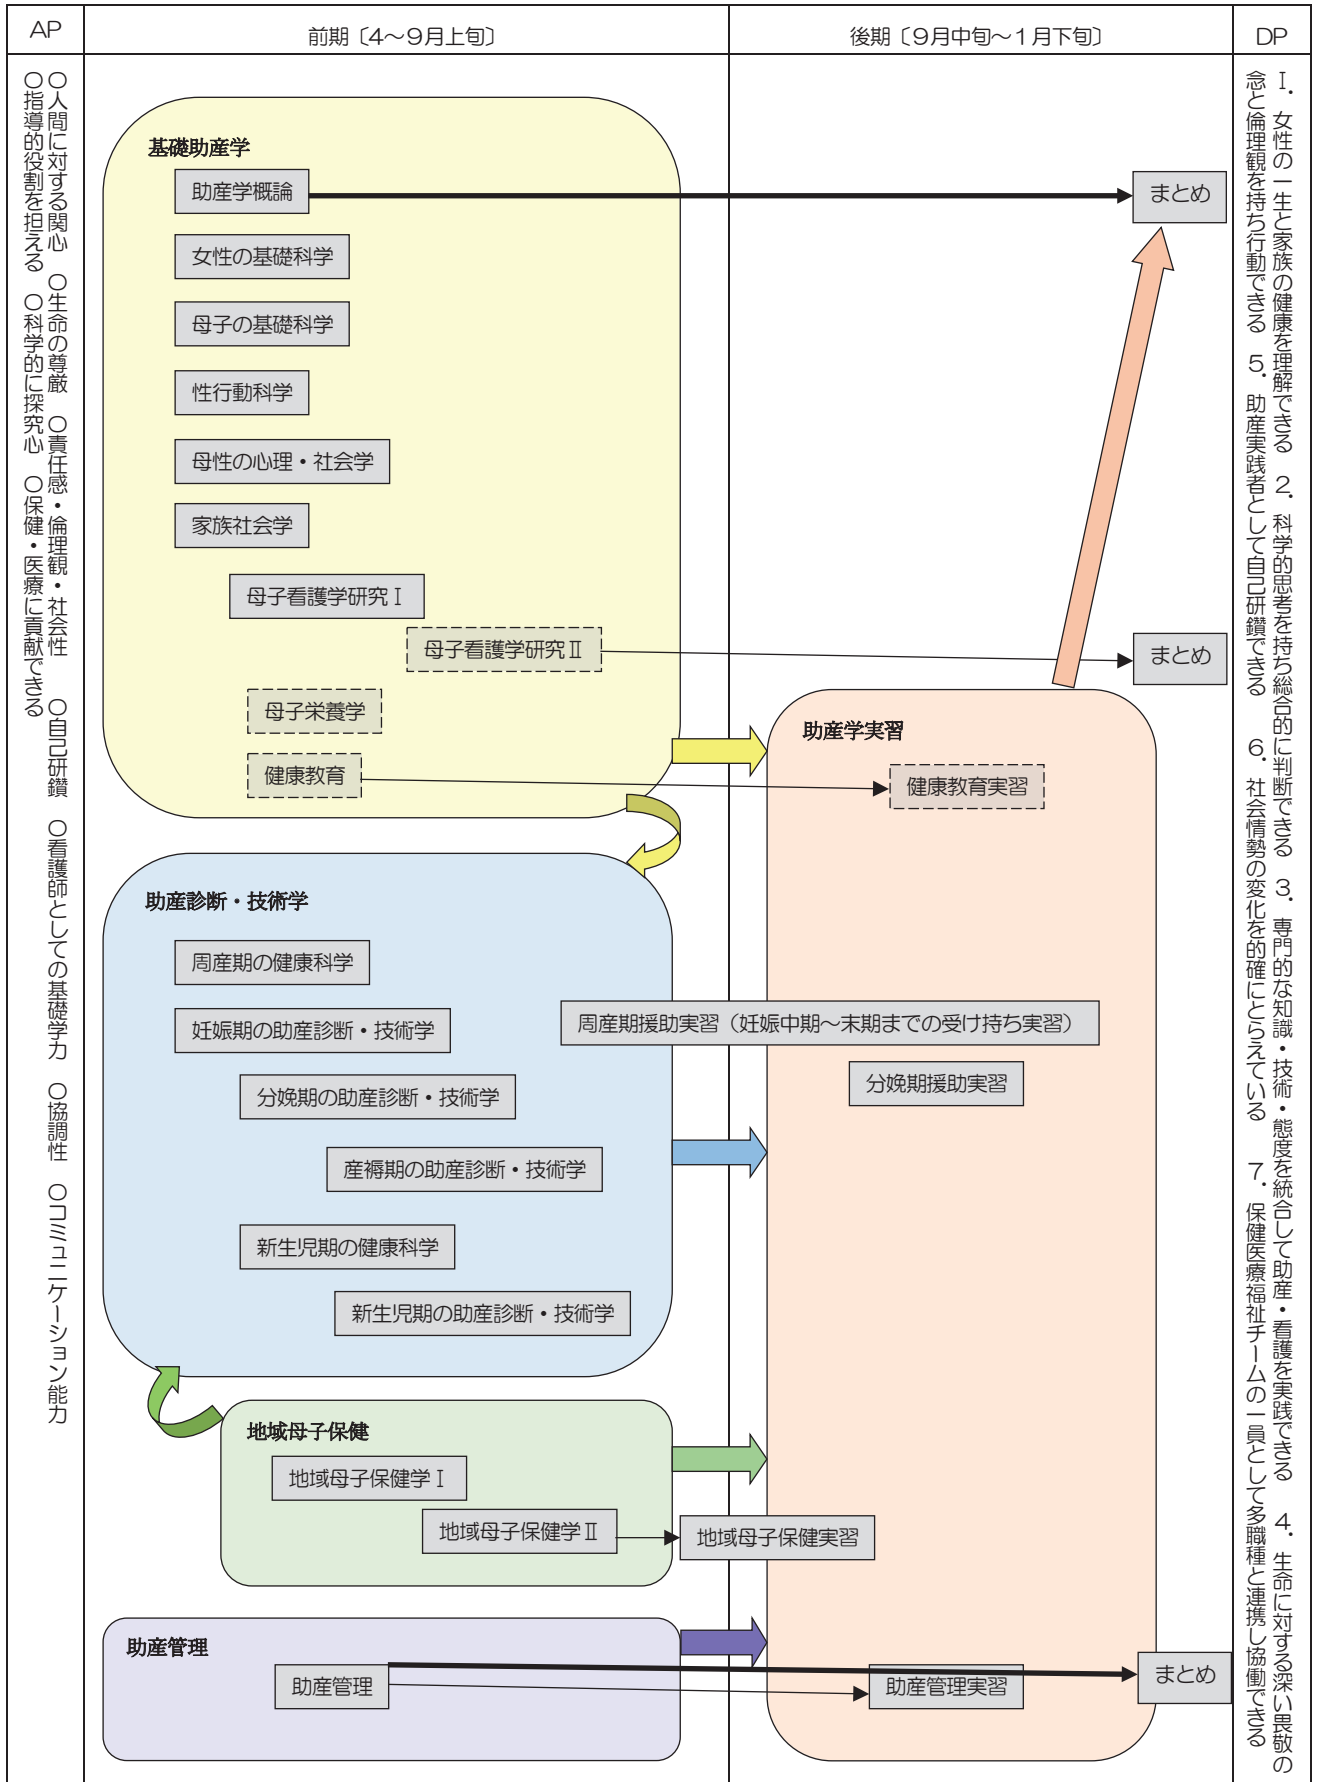 AP
前期〔4～9月上旬〕
後期〔9月中旬～1月下旬〕
DP
○人間に対する関心　○生命の尊厳　○責任感・倫理観・社会性　○自己研鑽　○看護師としての基礎学力　○協調性　○コミュニケーション能力
○指導的役割を担える　○科学的に探究心　○保健・医療に貢献できる
基礎助産学
助産学概論
まとめ
女性の基礎科学
母子の基礎科学
性行動科学
母性の心理・社会学
家族社会学
母子看護学研究Ⅰ
母子看護学研究Ⅱ
まとめ
母子栄養学
健康教育
助産学実習
健康教育実習
助産診断・技術学
周産期の健康科学
妊娠期の助産診断・技術学
周産期援助実習（妊娠中期～末期までの受け持ち実習）
分娩期の助産診断・技術学
分娩期援助実習
産褥期の助産診断・技術学
新生児期の健康科学
新生児期の助産診断・技術学
地域母子保健
地域母子保健学Ⅰ
地域母子保健学Ⅱ
地域母子保健実習
助産管理
助産管理
助産管理実習
まとめ
Ⅰ．女性の一生と家族の健康を理解できる　2．科学的思考を持ち総合的に判断できる　3．専門的な知識・技術・態度を統合して助産・看護を実践できる　4．生命に対する深い畏敬の
念と倫理観を持ち行動できる　5．助産実践者として自己研鑽できる　6．社会情勢の変化を的確にとらえている　7．保健医療福祉チームの一員として多職種と連携し協働できる